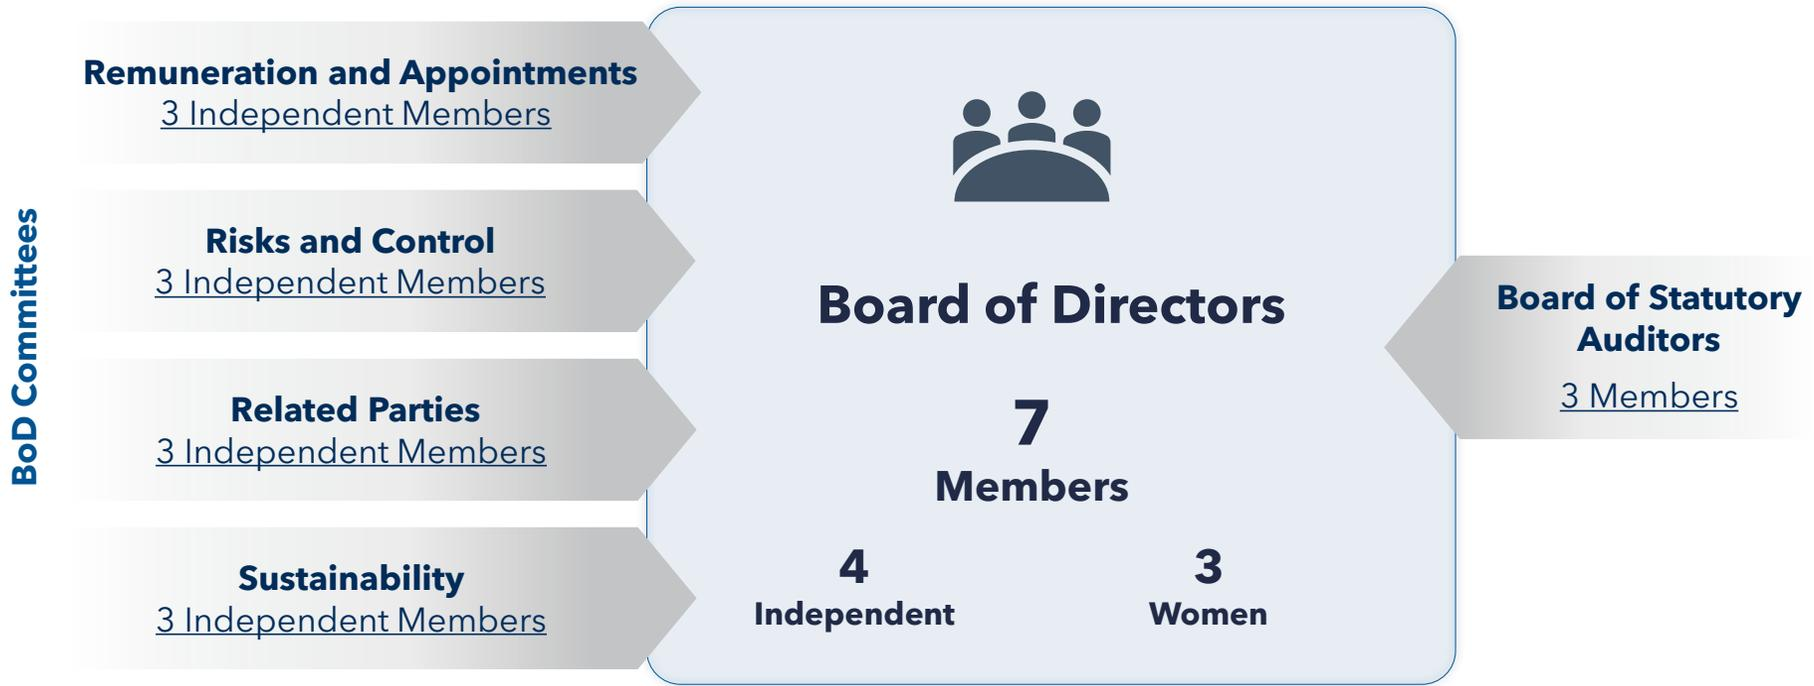 BoD Committees
Remuneration and Appointments
3 Independent Members
Risks and Control
3 Independent Members
Related Parties
3 Independent Members
Sustainability
3 Independent Members
Board of Directors
7
Members
4
Independent
3
Women
Board of Statutory
Auditors
3 Members